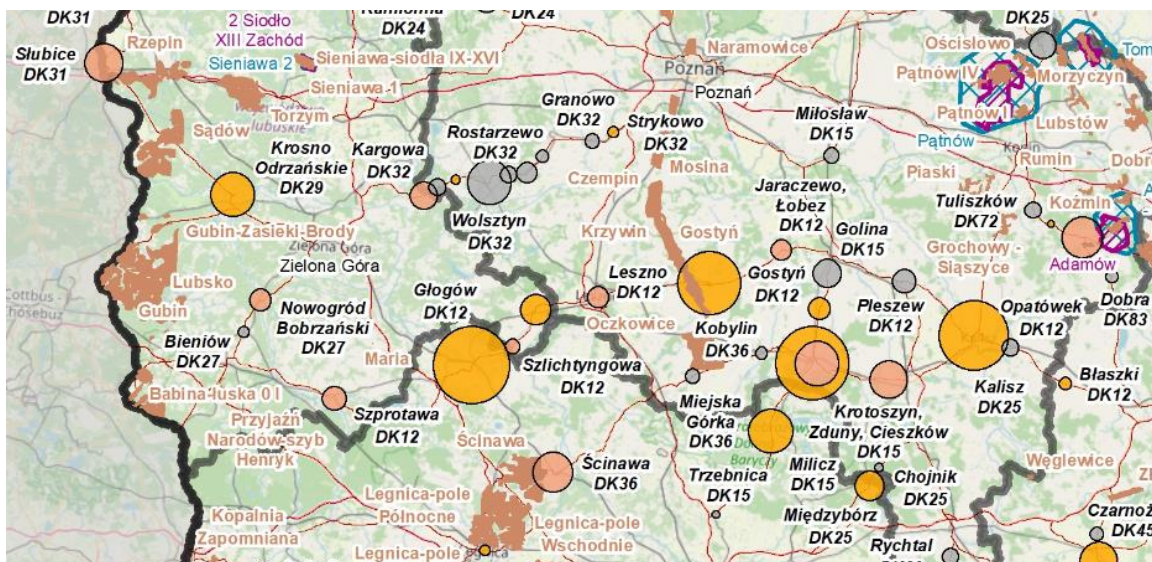 DK31
Słubice
DK31
Rzepin
2 Siodło
XIII Zachód
Sieniawa 2
Sieniawa-siodła IX-XVI
Sieniawa 1
Kamionna
DK24
DK24
Torzym
Sądów
Krosno
Odrzańskie
DK29
Kargowa
DK32
Rostarzewo
DK32
Granowo
DK32
Strykowo
DK32
Wolsztyn
DK32
Naramowice
Poznań
Poznań
Mosina
Czempin
Krzywin
Gostyń
Miłosław
DK15
DK25
Ościsłowo
Pątnów IV
Pątnów I
Pątnów
Morzyczyn
Lubstów
Tom
Rumin
Piaski
Tuliszków
DK72
Koźmin
Dobro
Adamów
Dobra
DK83
Grochowy -
Siąszyce
Jaraczewo,
Łobez
DK12
Golina
DK15
Gubin-Zasieki-Brody
Zielona Góra
Zielona Góra
Lubsko
Gubin
Cottbus -
Chóśebuz
Nowogród
Bobrzański
DK27
Bieniów
DK27
Głogów
DK12
Leszno
DK12
Oczkowice
Gostyń
DK12
Kobylin
DK36
Pleszew
DK12
Opatówek
DK12
Kalisz
DK25
Błaszki
DK12
Maria
Szlichtyngowa
DK12
Babina-łuska 0 I
Szprotawa
DK12
Przyjaźń
Narodów-szyb
Henryk
Miejska
Górka
DK36
Krotoszyn,
Zduny, Cieszków
DK15
Ścinawa
Ścinawa
DK36
Trzebnica
DK15
Milicz
DK15
Chojnik
DK25
Międzybórz
DK25
Węglewice
Legnica-pole
Północne
Legnica-pole
Wschodnie
Kopalnia
Zapomniana
Legnica-pole
Rychtal
Czarnoż
DK45